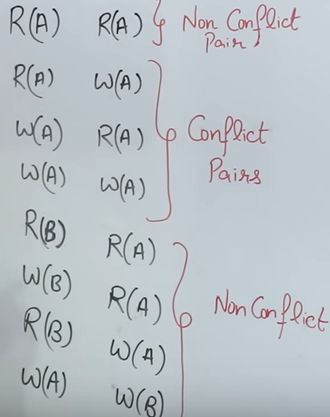 R(A) R(A) } Non Conflict Pair
R(A) W(A)
W(A) R(A) } Conflict Pairs
W(A) W(A)
R(B) R(A)
W(B) R(A) } Non Conflict
R(B) W(A)
W(A) W(B)